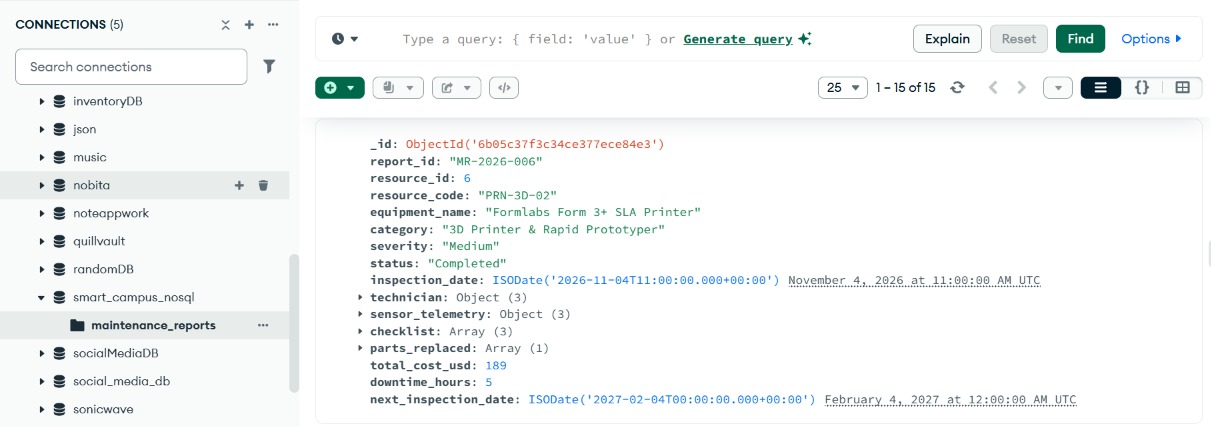 CONNECTIONS (5)
Search connections
inventoryDB
json
music
nobita
noteappwork
quillvault
randomDB
smart_campus_nosql
maintenance_reports
socialMediaDB
social_media_db
sonicwave
Type a query: { field: 'value' } or Generate query
Explain
Reset
Find
Options
25
1 – 15 of 15
_id: ObjectId('6b05c37f3c34ce377ece84e3')
report_id: "MR-2026-006"
resource_id: 6
resource_code: "PRN-3D-02"
equipment_name: "Formlabs Form 3+ SLA Printer"
category: "3D Printer & Rapid Prototyper"
severity: "Medium"
status: "Completed"
inspection_date: ISODate('2026-11-04T11:00:00.000+00:00') November 4, 2026 at 11:00:00 AM UTC
technician: Object (3)
sensor_telemetry: Object (3)
checklist: Array (3)
parts_replaced: Array (1)
total_cost_usd: 189
downtime_hours: 5
next_inspection_date: ISODate('2027-02-04T00:00:00.000+00:00') February 4, 2027 at 12:00:00 AM UTC